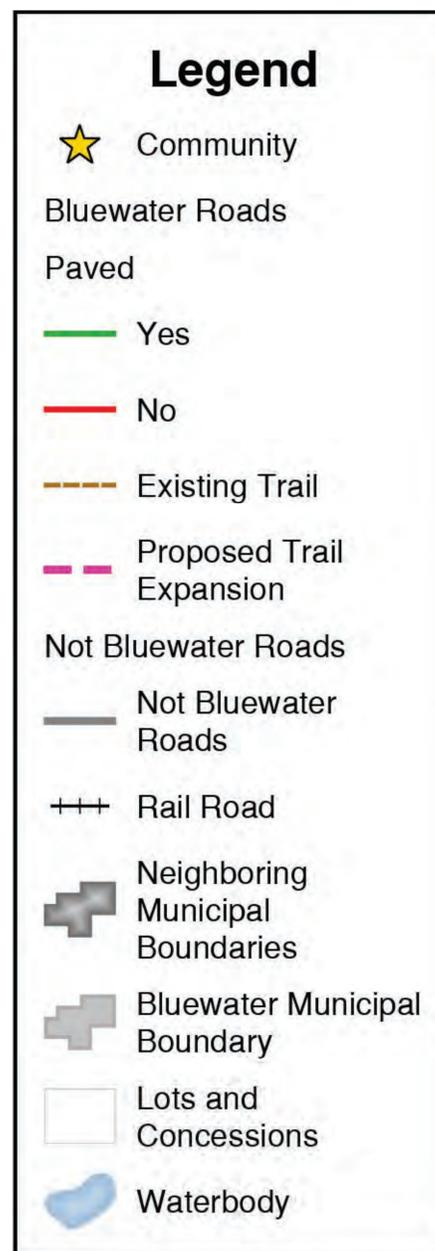 Legend
Community
Bluewater Roads
Paved
Yes
No
Existing Trail
Proposed Trail
Expansion
Not Bluewater Roads
Not Bluewater
Roads
Rail Road
Neighboring
Municipal
Boundaries
Bluewater Municipal
Boundary
Lots and
Concessions
Waterbody